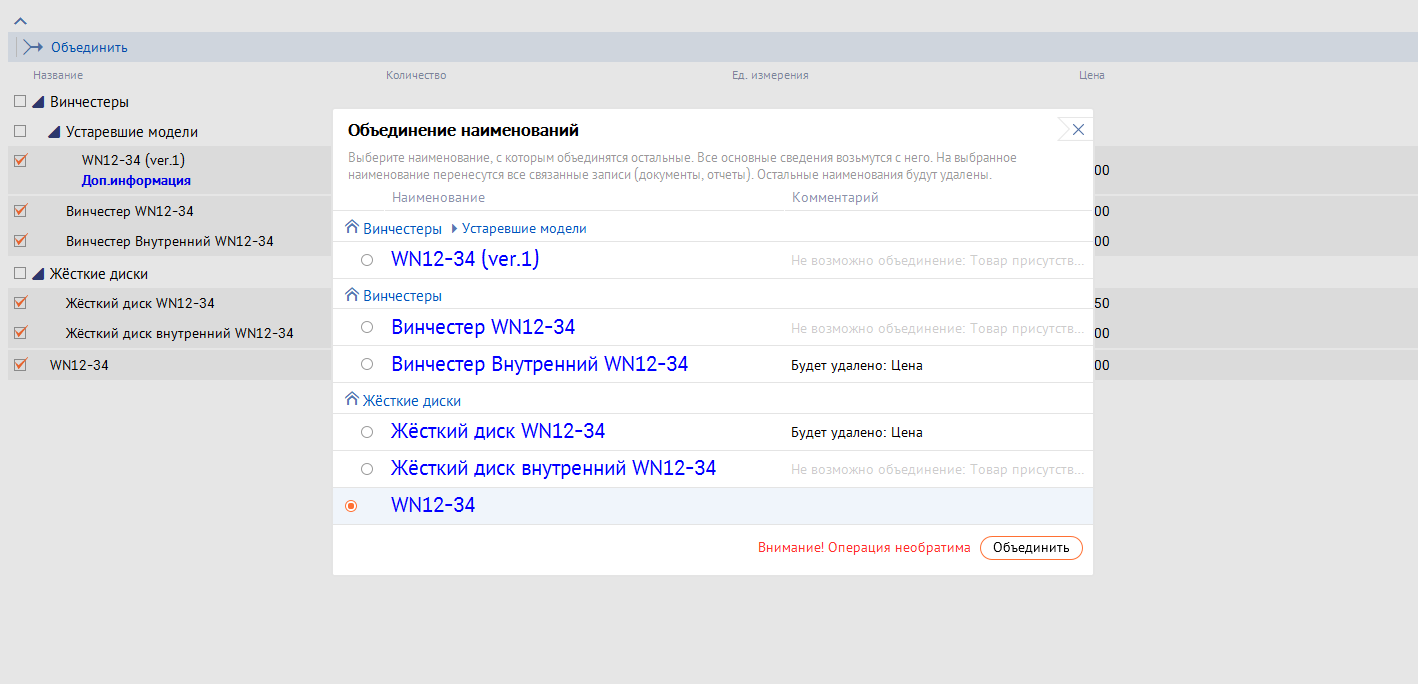 Объединить
Название Количество Ед. измерения Цена
Винчестеры
Устаревшие модели
WN12-34 (ver.1)
Доп.информация
00
Винчестер WN12-34 00
Винчестер Внутренний WN12-34 00
Жёсткие диски
Жёсткий диск WN12-34 50
Жёсткий диск внутренний WN12-34 00
WN12-34 00
Объединение наименований
Выберите наименование, с которым объединятся остальные. Все основные сведения возьмутся с него. На выбранное
наименование перенесутся все связанные записи (документы, отчеты). Остальные наименования будут удалены.
Наименование Комментарий
Винчестеры Устаревшие модели
WN12-34 (ver.1) Не возможно объединение: Товар присутств...
Винчестеры
Винчестер WN12-34 Не возможно объединение: Товар присутств...
Винчестер Внутренний WN12-34 Будет удалено: Цена
Жёсткие диски
Жёсткий диск WN12-34 Будет удалено: Цена
Жёсткий диск внутренний WN12-34 Не возможно объединение: Товар присутств...
WN12-34
Внимание! Операция необратима Объединить